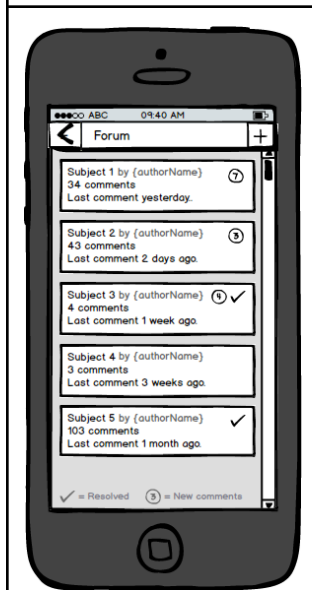 ABC 09:40 AM
Forum
Subject 1 by {authorName} 7
34 comments
Last comment yesterday.
Subject 2 by {authorName} 3
43 comments
Last comment 2 days ago.
Subject 3 by {authorName} 4
4 comments
Last comment 1 week ago.
Subject 4 by {authorName}
3 comments
Last comment 3 weeks ago.
Subject 5 by {authorName}
103 comments
Last comment 1 month ago.
✓ = Resolved 3 = New comments